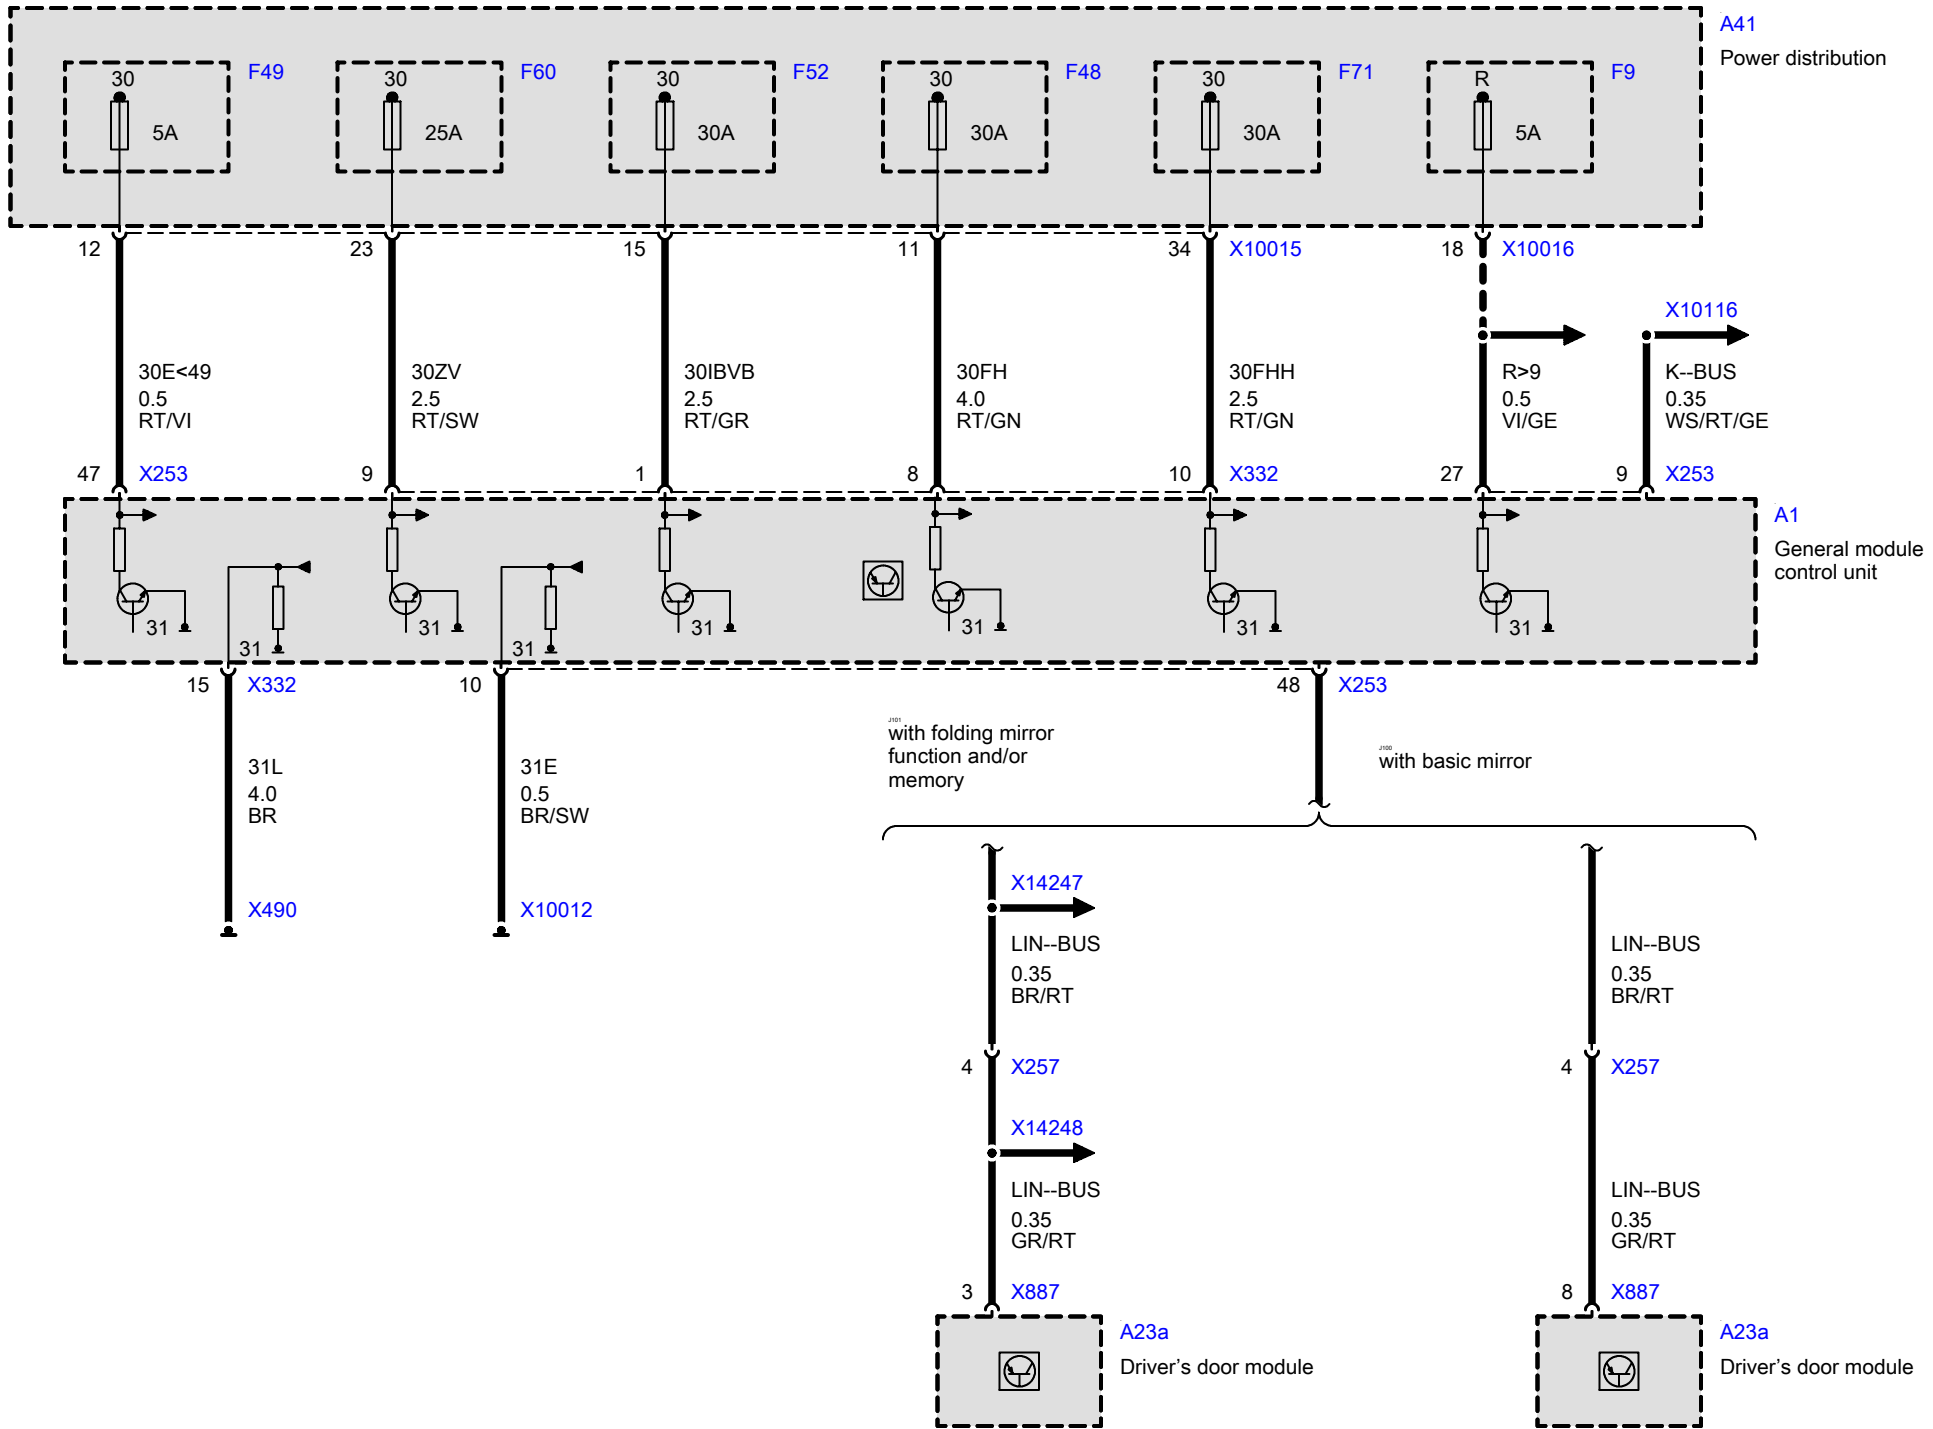 A41
Power distribution
30 F49 30 F60 30 F52 30 F48 30 F71 R F9
5A 25A 30A 30A 30A 5A
12 23 15 11 34 X10015 18 X10016
X10116
30E<49 30ZV 30IBVB 30FH 30FHH R>9 K--BUS
0.5 2.5 2.5 4.0 2.5 0.5 0.35
RT/VI RT/SW RT/GR RT/GN RT/GN VI/GE WS/RT/GE
47 X253 9 1 8 10 X332 27 9 X253
A1
General module
control unit
31 31 31 31 31 31
31 31
15 X332 10 48 X253
J101
with folding mirror
function and/or
memory
J100
with basic mirror
31L 31E
4.0 0.5
BR BR/SW
X490 X10012
X14247
LIN--BUS LIN--BUS
0.35 0.35
BR/RT BR/RT
4 X257 4 X257
X14248
LIN--BUS LIN--BUS
0.35 0.35
GR/RT GR/RT
3 X887 8 X887
A23a A23a
Driver's door module Driver's door module